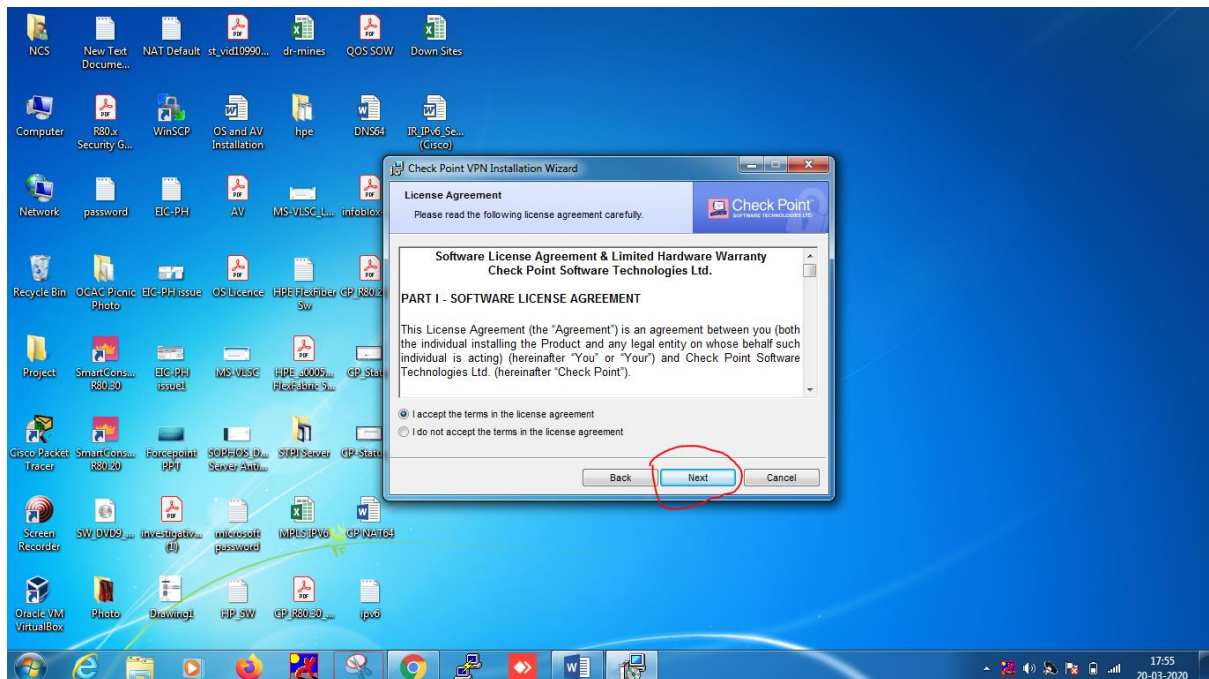 NCS
New Text Docume...
NAT Default
st_vid10990...
dr-mines
QOS SOW
Down Sites
Computer
R80.x Security G...
WinSCP
OS and AV Installation
hpe
DNS64
IR_IPv6_Se... (Cisco)
Network
password
EIC-PH
AV
MS-VLSC_L...
infoblox
Recycle Bin
OCAC Picnic Photo
EIC-PH issue
OS Licence
HPE FlexFiber Sw
CP_R80.2
Project
SmartCons... R80.30
EIC-PH issue1
MS-VLSC
HPE_a0005... FlexFabric S...
CP_Stat
Cisco Packet Tracer
SmartCons... R80.20
Forcepoint PPT
SOPHOS_D... Server Anti...
STPI Server
CP-Statu
Screen Recorder
SW_DVD9_...
investigativ... (1)
microsoft password
MPLS IPV6
CP NAT64
Oracle VM VirtualBox
Photo
Drawing1
HP_SW
CP_R80.30_...
ipv6
Check Point VPN Installation Wizard
License Agreement
Please read the following license agreement carefully.
Check Point
SOFTWARE TECHNOLOGIES LTD
Software License Agreement & Limited Hardware Warranty
Check Point Software Technologies Ltd.
PART I - SOFTWARE LICENSE AGREEMENT
This License Agreement (the "Agreement") is an agreement between you (both
the individual installing the Product and any legal entity on whose behalf such
individual is acting) (hereinafter "You" or "Your") and Check Point Software
Technologies Ltd. (hereinafter "Check Point").
I accept the terms in the license agreement
I do not accept the terms in the license agreement
Back Next Cancel
17:55
20-03-2020